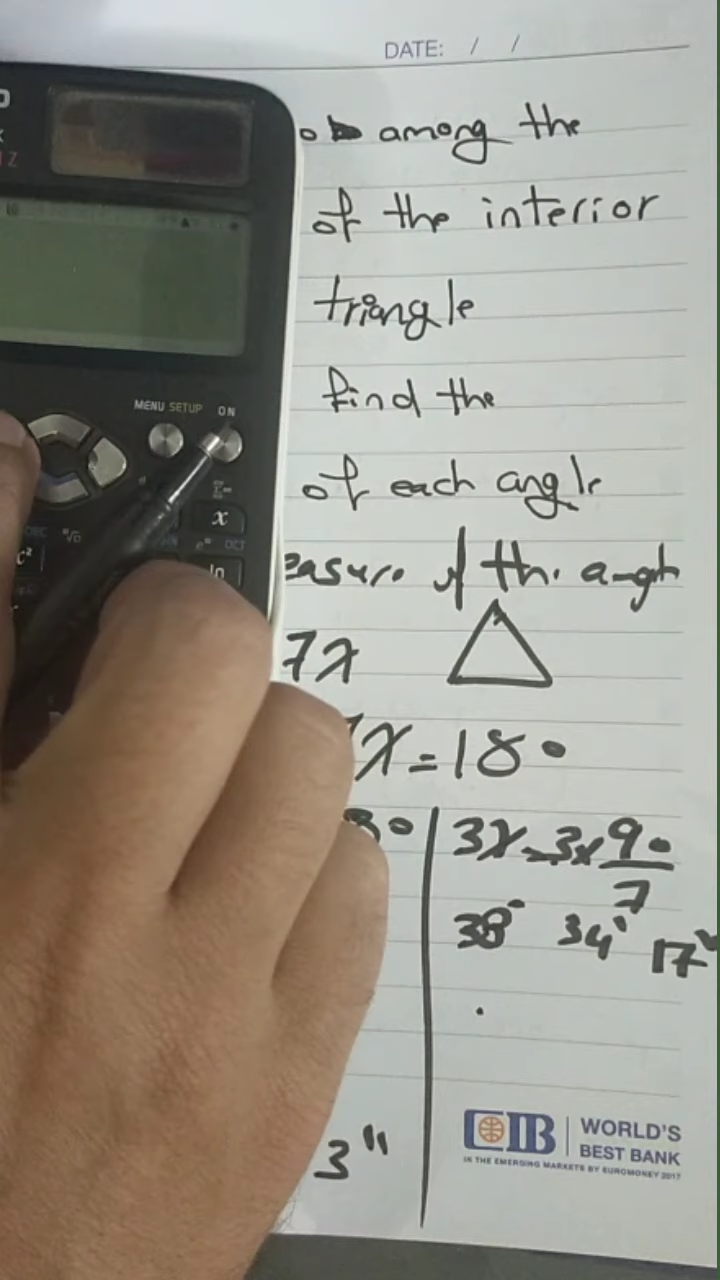 DATE: / /
among the
of the interior
triangle
find the
of each angle
MENU SETUP ON
of the angle
7x
x = 180
3x = 3 x 90/7
38° 34' 17"
3"
CIB WORLD'S
BEST BANK
IN THE EMERGING MARKETS BY EUROMONEY 2017